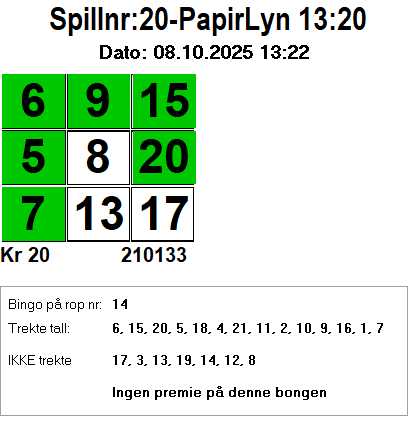 Spillnr:20-PapirLyn 13:20
Dato: 08.10.2025 13:22
6 9 15
5 8 20
7 13 17
Kr 20 210133
Bingo på rop nr: 14
Trekte tall: 6, 15, 20, 5, 18, 4, 21, 11, 2, 10, 9, 16, 1, 7
IKKE trekte 17, 3, 13, 19, 14, 12, 8
Ingen premie på denne bongen